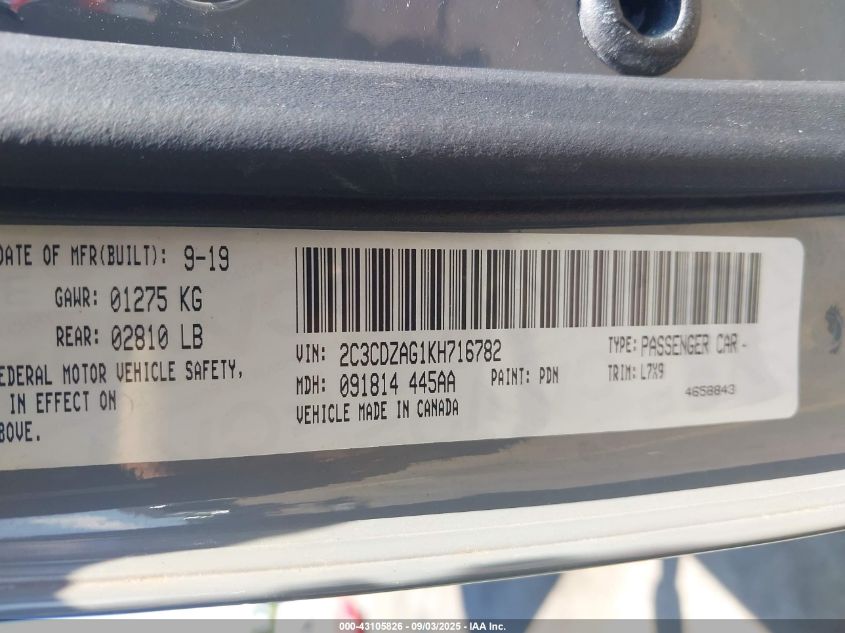 DATE OF MFR(BUILT): 9-19
GAWR: 01275 KG
REAR: 02810 LB
FEDERAL MOTOR VEHICLE SAFETY,
IN EFFECT ON
ABOVE.
VIN: 2C3CDZAG1KH716782
TYPE: PASSENGER CAR -
MDH: 091814 445AA
PAINT: PDN
TRIM: L7X9
VEHICLE MADE IN CANADA
4658843
000-43105826 - 09/03/2025 - IAA Inc.